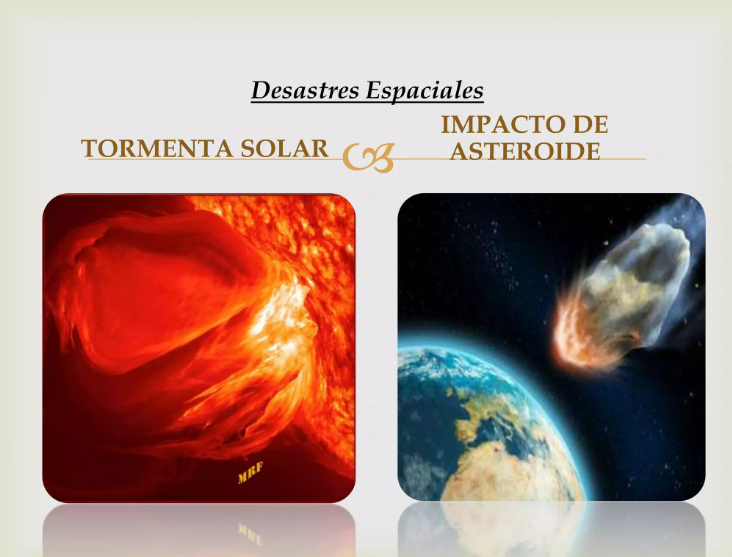 Desastres Espaciales
TORMENTA SOLAR
IMPACTO DE
ASTEROIDE
MRF